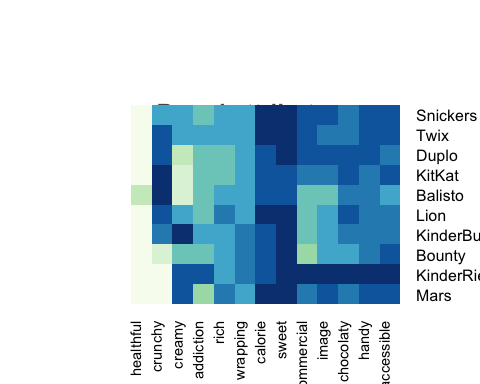 Snickers
Twix
Duplo
KitKat
Balisto
Lion
KinderBu
Bounty
KinderRie
Mars
healthful
crunchy
creamy
addiction
rich
wrapping
calorie
sweet
ommercial
image
chocolaty
handy
accessible